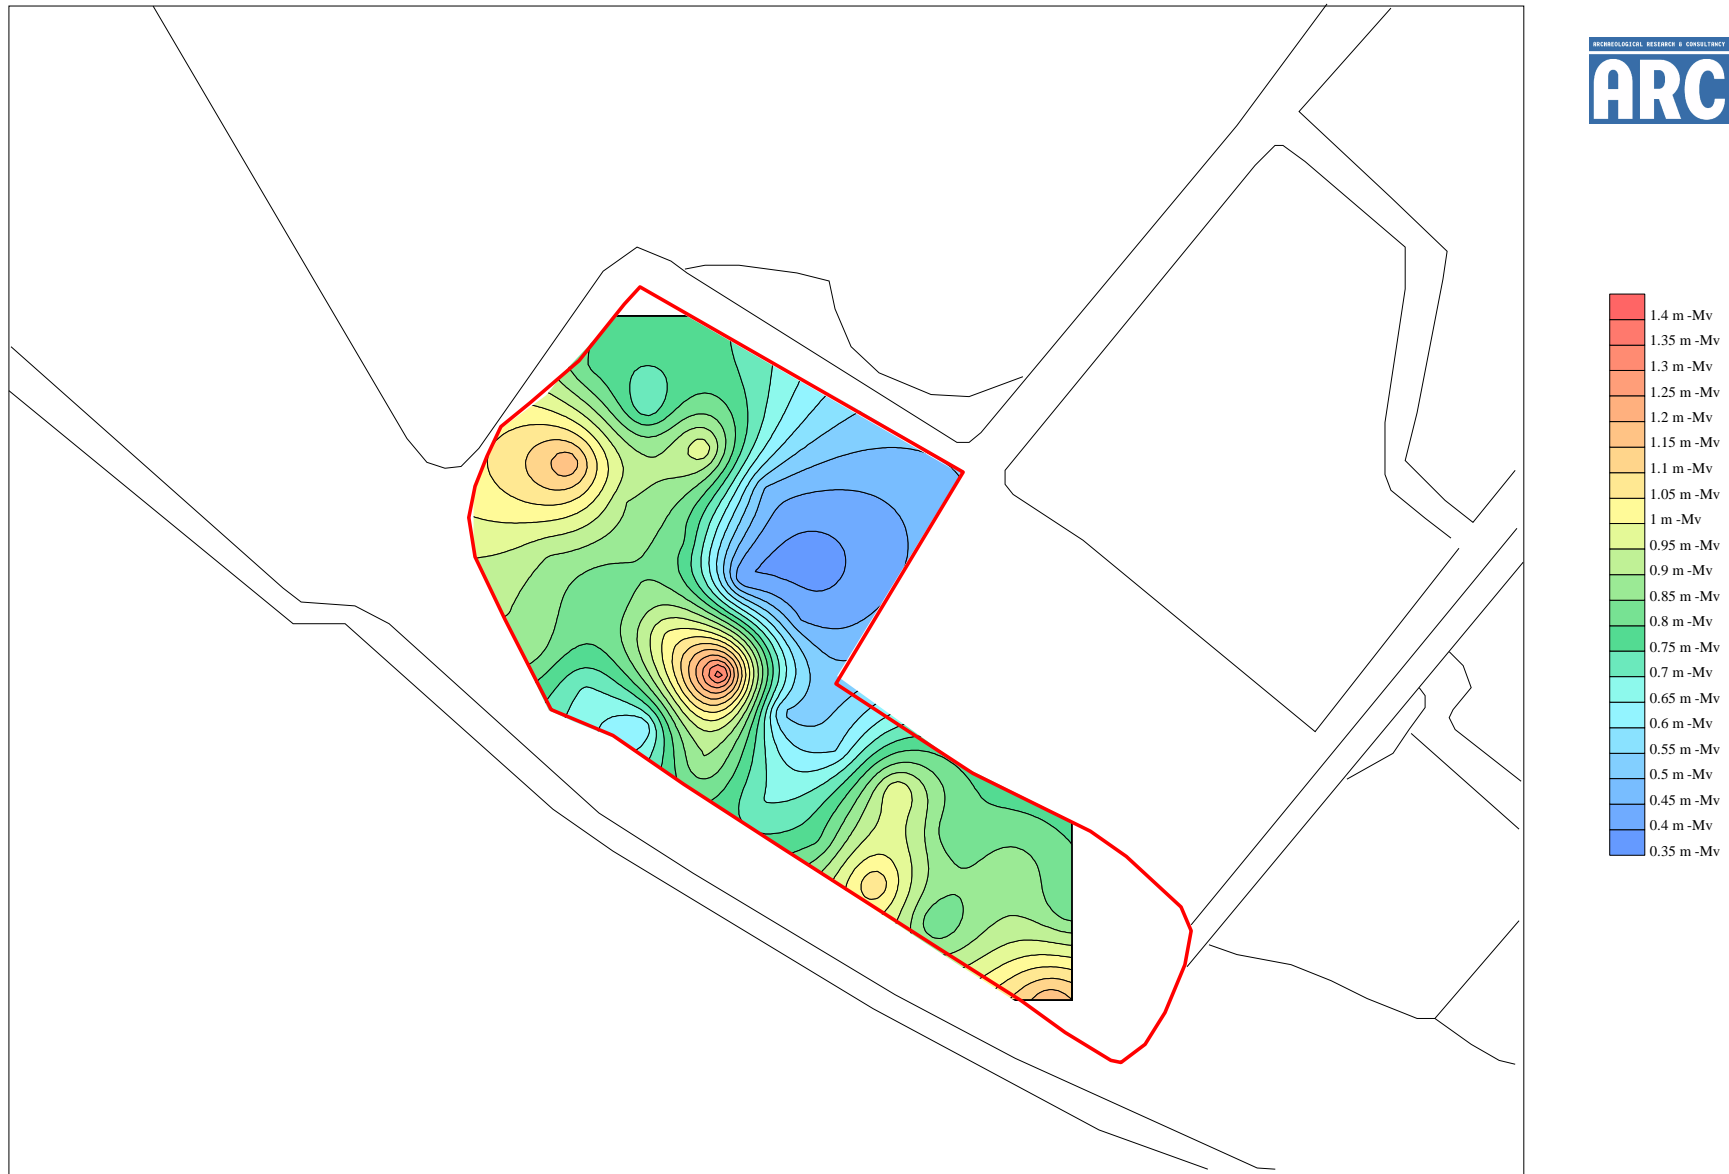 ARCHAEOLOGICAL RESEARCH & CONSULTANCY
ARC
1.4 m -Mv
1.35 m -Mv
1.3 m -Mv
1.25 m -Mv
1.2 m -Mv
1.15 m -Mv
1.1 m -Mv
1.05 m -Mv
1 m -Mv
0.95 m -Mv
0.9 m -Mv
0.85 m -Mv
0.8 m -Mv
0.75 m -Mv
0.7 m -Mv
0.65 m -Mv
0.6 m -Mv
0.55 m -Mv
0.5 m -Mv
0.45 m -Mv
0.4 m -Mv
0.35 m -Mv